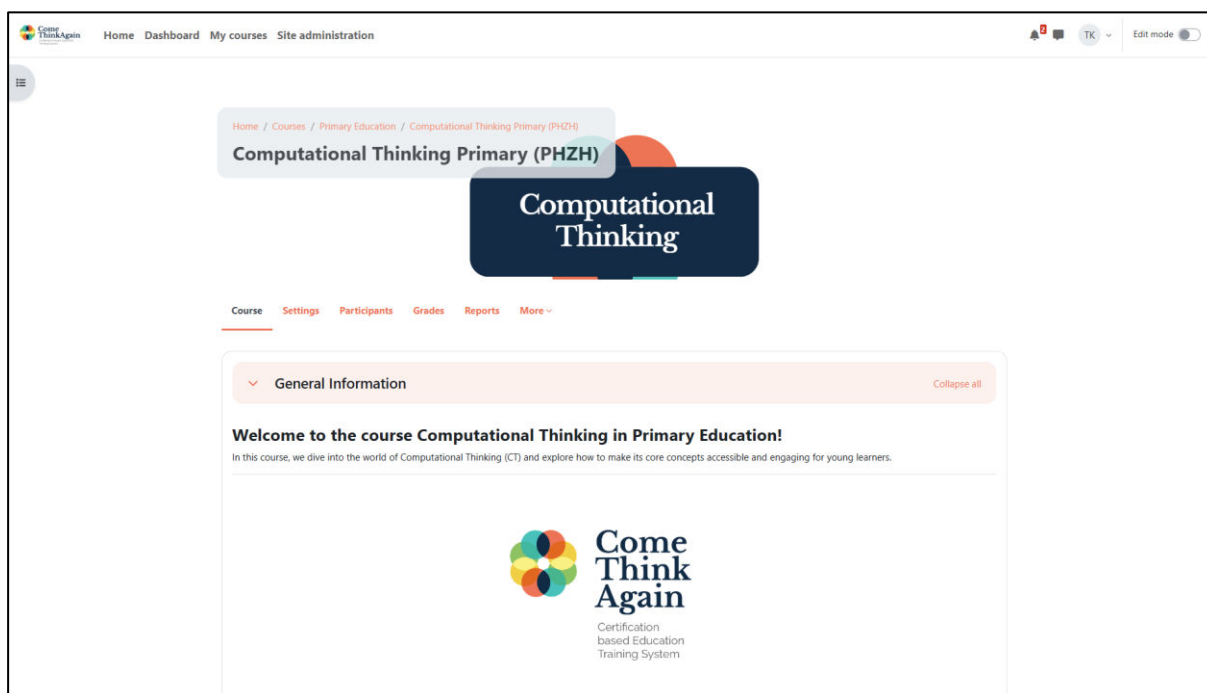 Come
ThinkAgain
Home Dashboard My courses Site administration
2
TK
Edit mode
Home / Courses / Primary Education / Computational Thinking Primary (PHZH)
Computational Thinking Primary (PHZH)
Computational
Thinking
Course Settings Participants Grades Reports More
General Information
Collapse all
Welcome to the course Computational Thinking in Primary Education!
In this course, we dive into the world of Computational Thinking (CT) and explore how to make its core concepts accessible and engaging for young learners.
Come
Think
Again
Certification
based Education
Training System